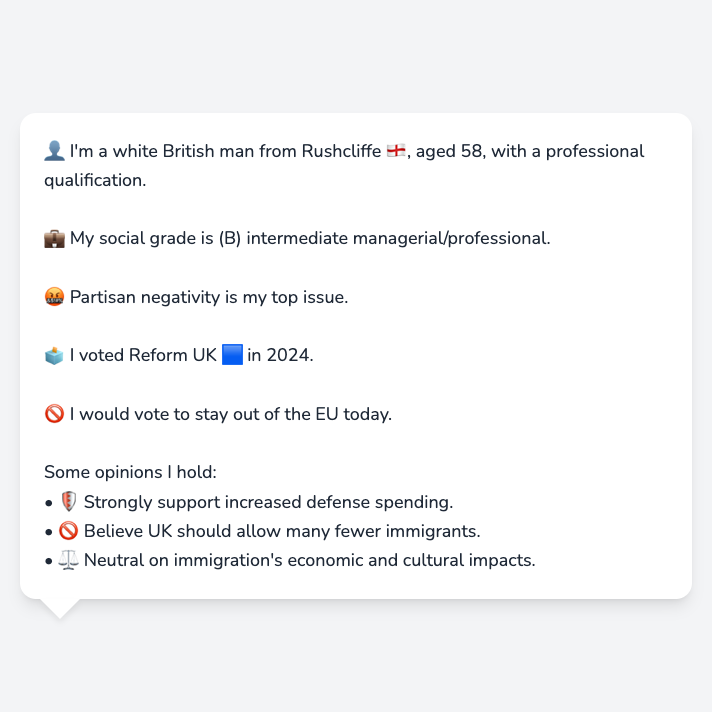 👤 I'm a white British man from Rushcliffe 🏴󠁧󠁢󠁥󠁮󠁧󠁿, aged 58, with a professional
qualification.
💼 My social grade is (B) intermediate managerial/professional.
🤬 Partisan negativity is my top issue.
🗳️ I voted Reform UK 🟦 in 2024.
🚫 I would vote to stay out of the EU today.
Some opinions I hold:
• 🛡️ Strongly support increased defense spending.
• 🚫 Believe UK should allow many fewer immigrants.
• ⚖️ Neutral on immigration's economic and cultural impacts.